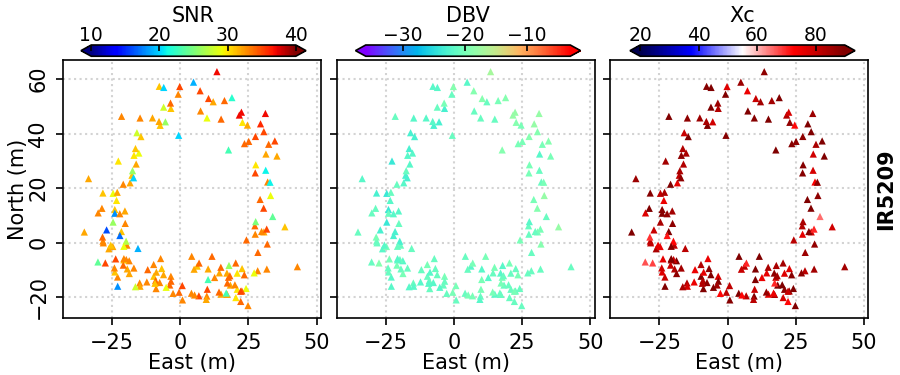 SNR DBV Xc
10 20 30 40 −30 −20 −10 20 40 60 80
60
40
20
0
−20
North (m)
IR5209
−25 0 25 50 −25 0 25 50 −25 0 25 50
East (m) East (m) East (m)